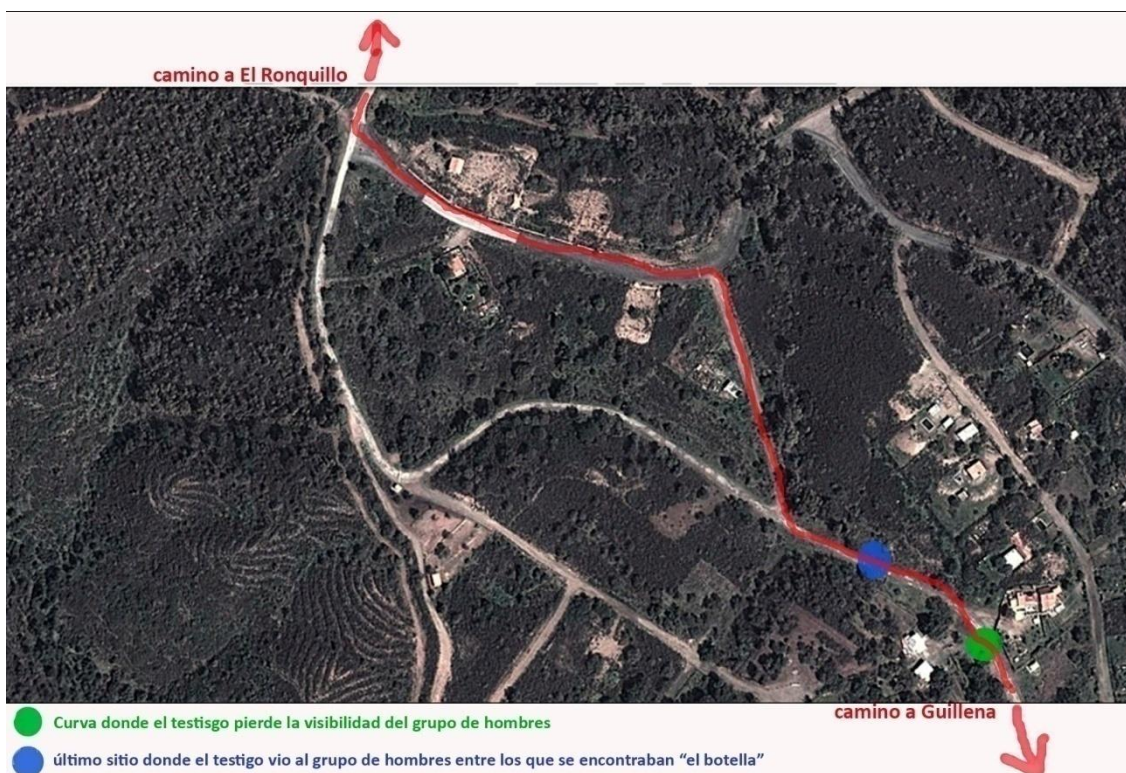 camino a El Ronquillo
camino a Guillena
Curva donde el testisgo pierde la visibilidad del grupo de hombres
último sitio donde el testigo vio al grupo de hombres entre los que se encontraban “el botella”